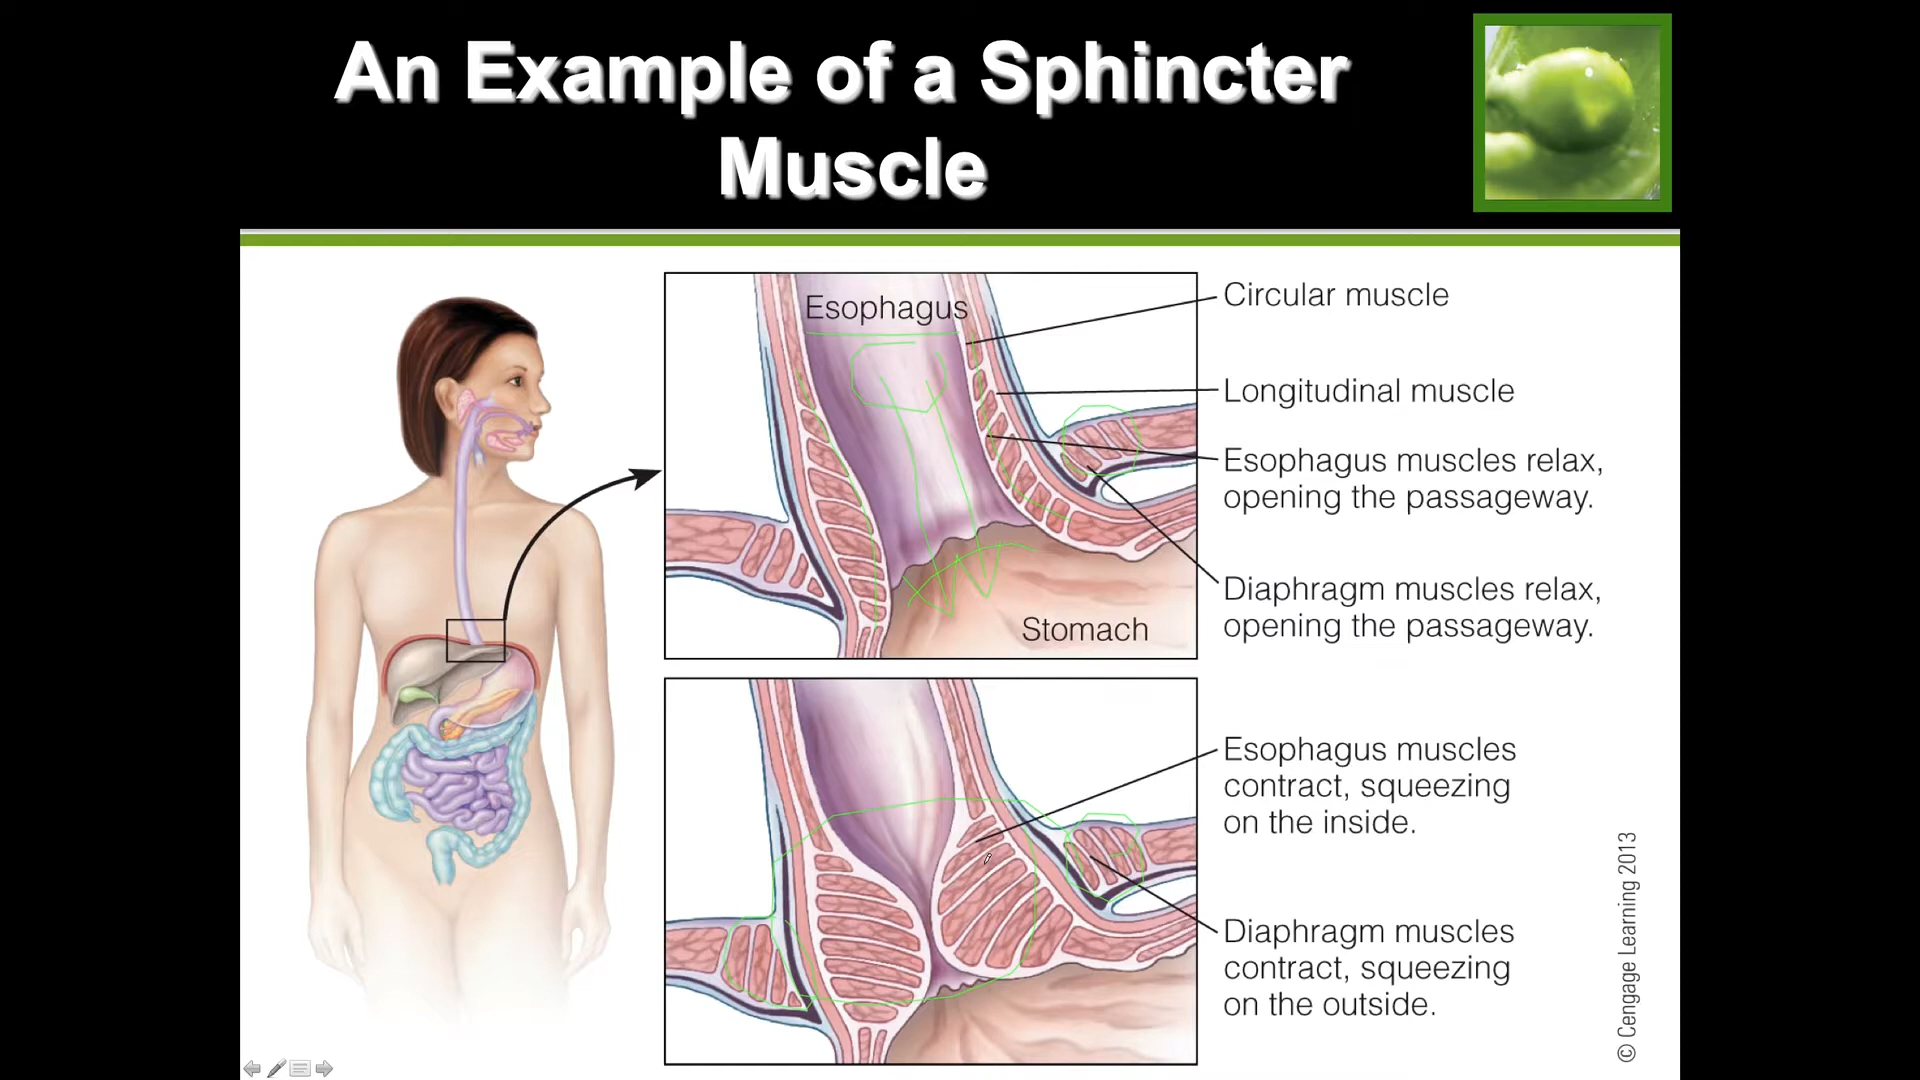 An Example of a Sphincter
Muscle
Esophagus
Circular muscle
Longitudinal muscle
Esophagus muscles relax,
opening the passageway.
Diaphragm muscles relax,
opening the passageway.
Stomach
Esophagus muscles
contract, squeezing
on the inside.
Diaphragm muscles
contract, squeezing
on the outside.
© Cengage Learning 2013